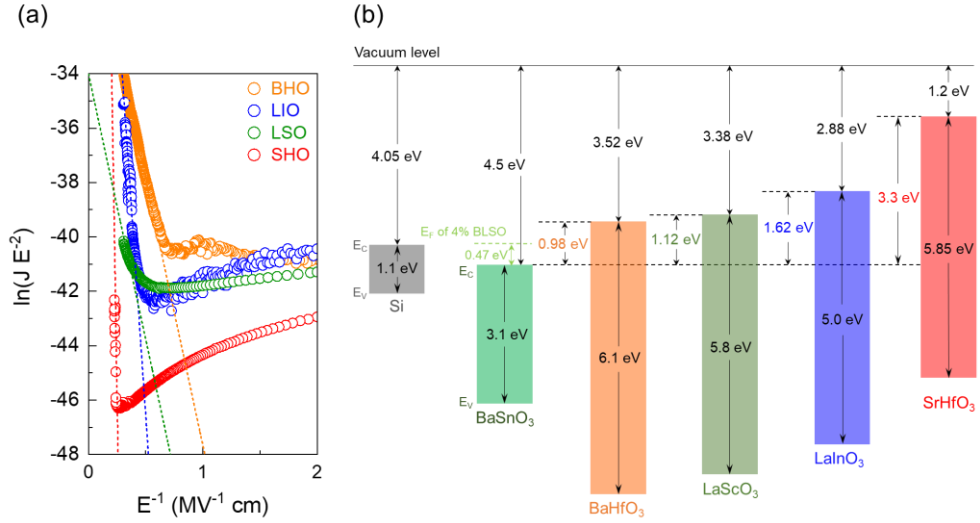 (a)
(b)
-34
-36
-38
-40
-42
-44
-46
-48
ln(J E⁻²)
BHO
LIO
LSO
SHO
0
1
2
E⁻¹ (MV⁻¹ cm)
Vacuum level
4.05 eV
4.5 eV
3.52 eV
3.38 eV
2.88 eV
1.2 eV
E_C
1.1 eV
E_V
Si
E_F of 4% BLSO
0.47 eV
E_C
3.1 eV
E_V
BaSnO₃
0.98 eV
6.1 eV
BaHfO₃
1.12 eV
5.8 eV
LaScO₃
1.62 eV
5.0 eV
LaInO₃
3.3 eV
5.85 eV
SrHfO₃